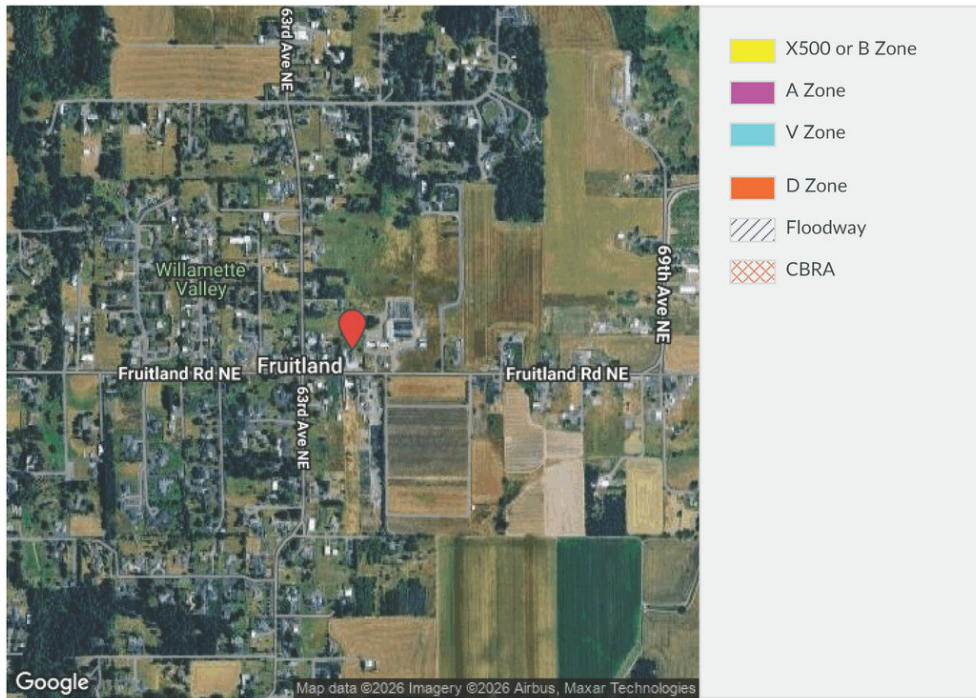 63rd Ave NE
Willamette
Valley
69th Ave NE
Fruitland
Fruitland Rd NE
Fruitland Rd NE
63rd Ave NE
Google
Map data ©2026 Imagery ©2026 Airbus, Maxar Technologies
X500 or B Zone
A Zone
V Zone
D Zone
Floodway
CBRA